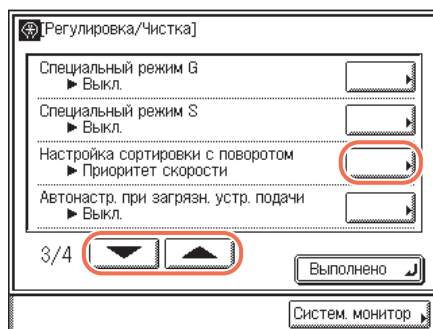 [Регулировка/Чистка]
Специальный режим G
► Выкл.
Специальный режим S
► Выкл.
Настройка сортировки с поворотом
► Приоритет скорости
Автонастр. при загрязн. устр. подачи
► Выкл.
3/4
Выполнено
Систем. монитор